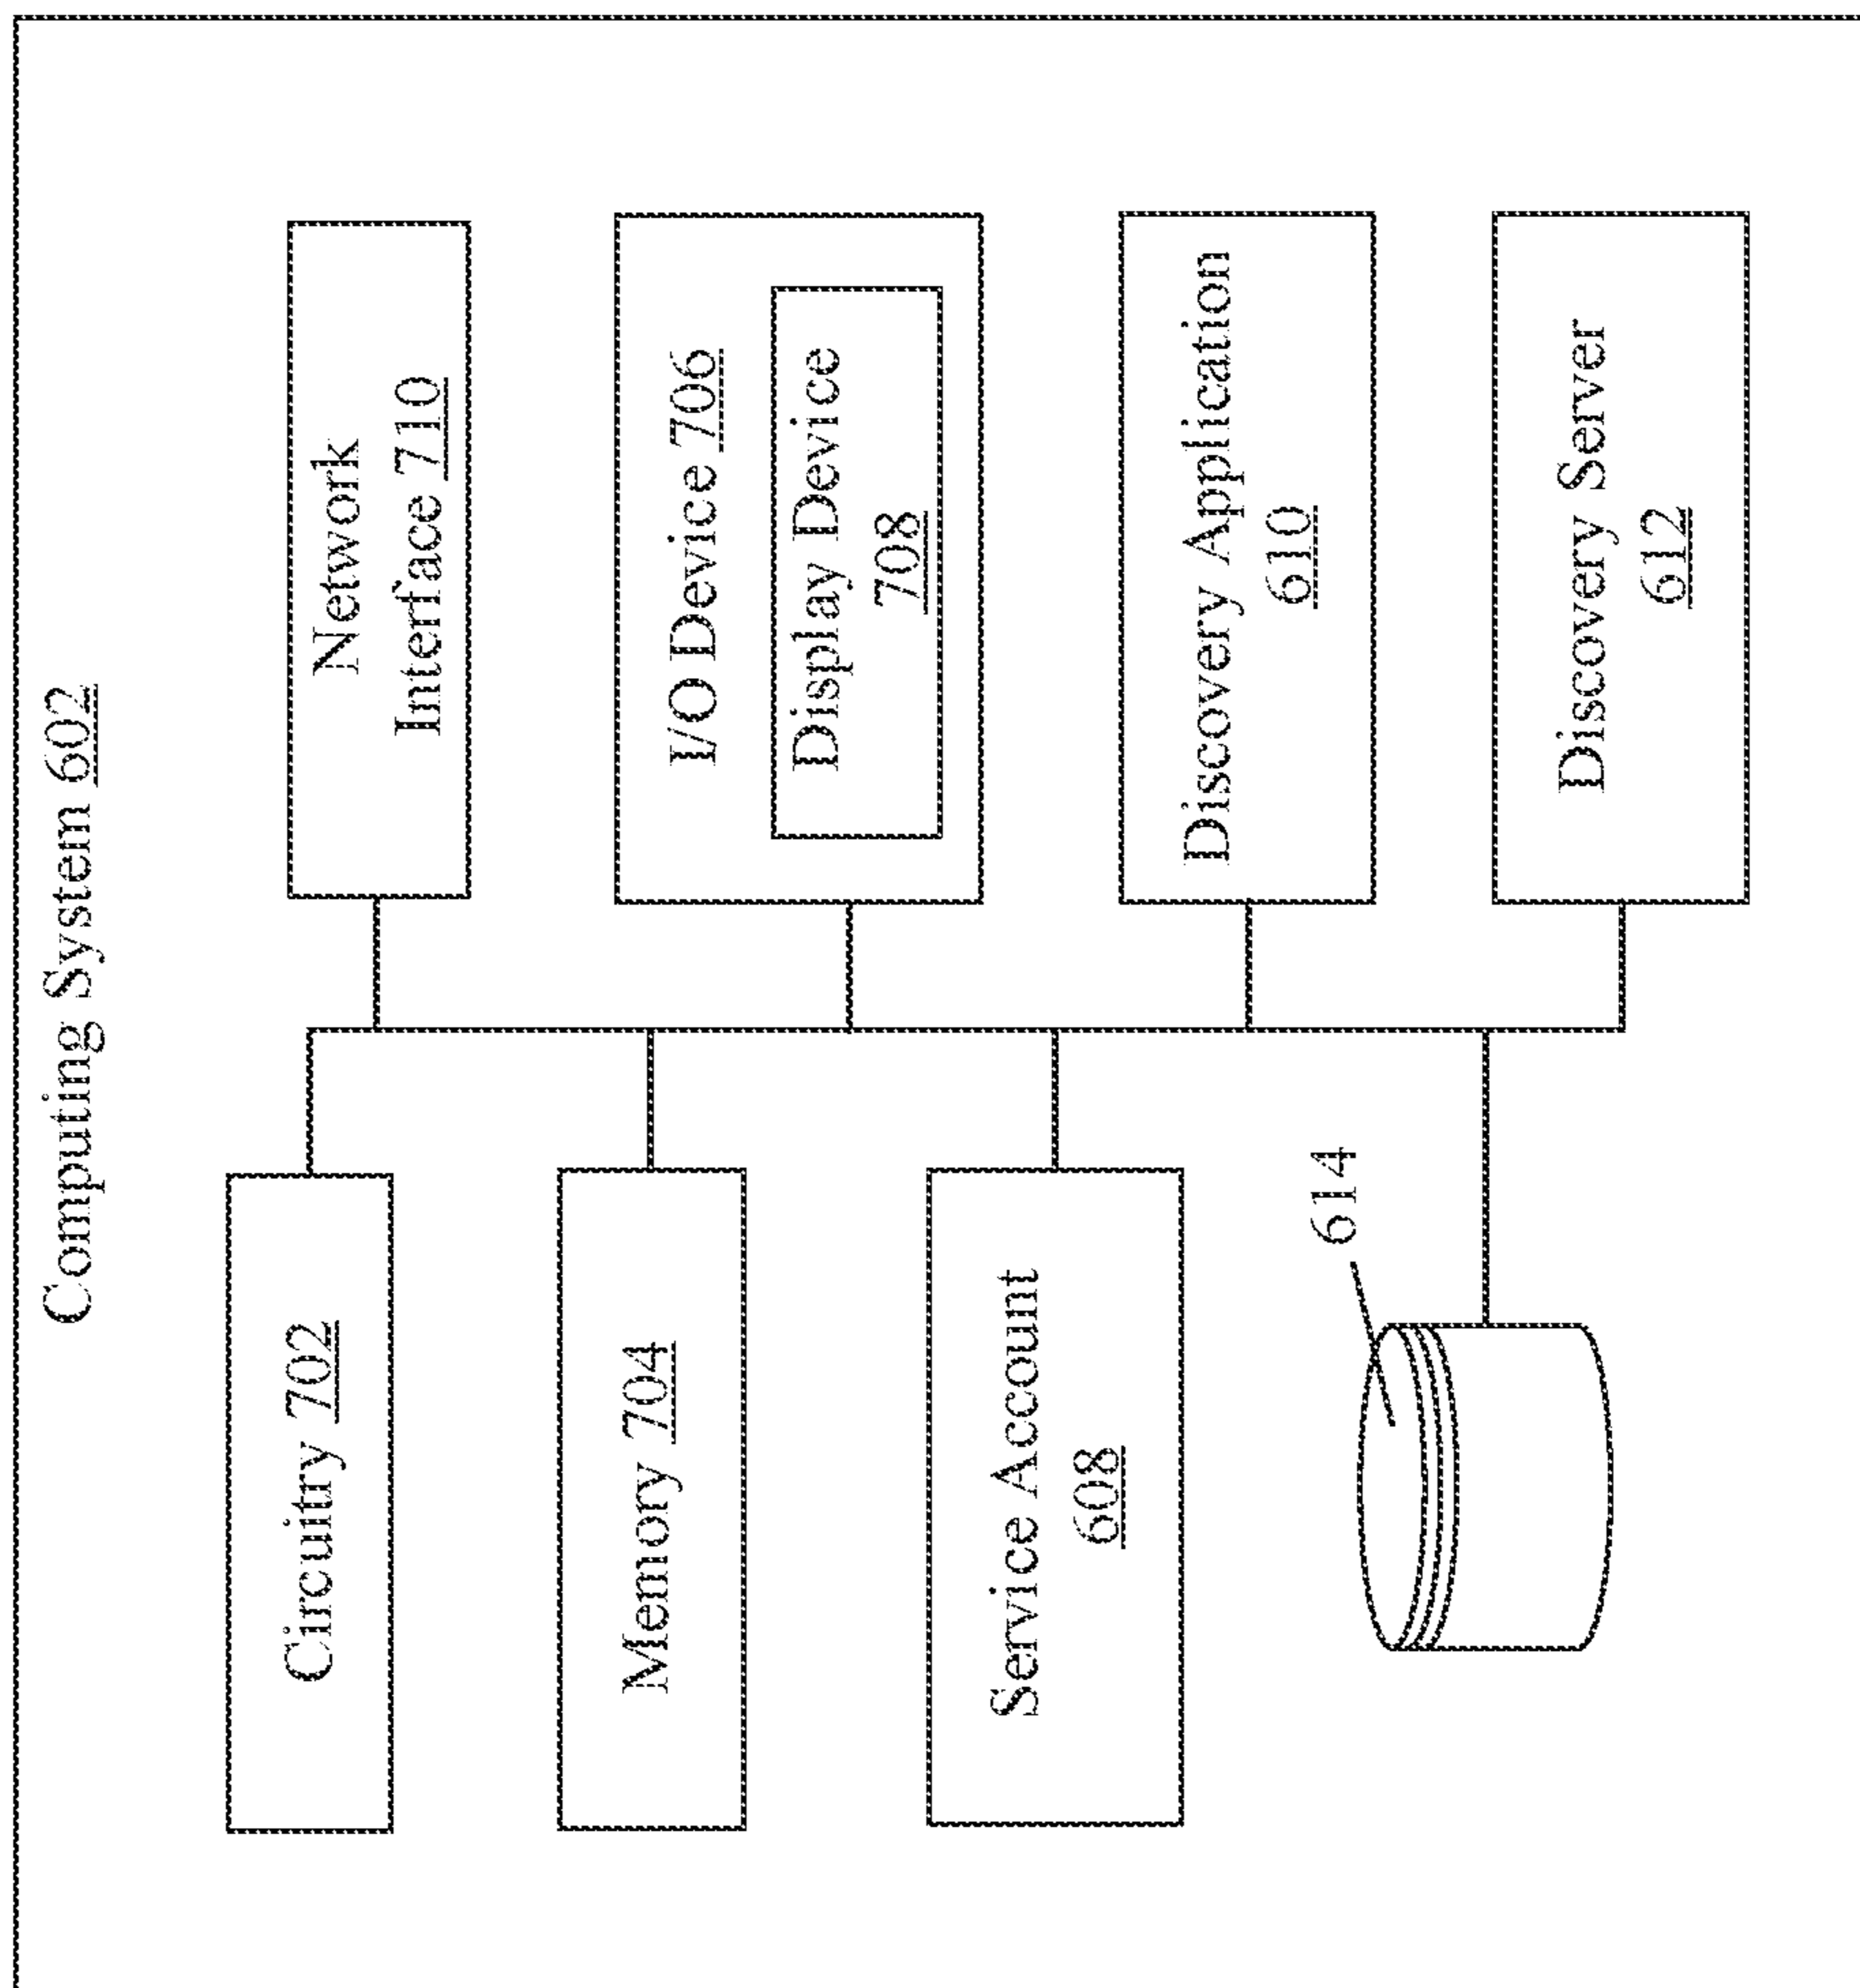 Computing System 602
Circuitry 702
Network
Interface 710
Memory 704
I/O Device 706
Display Device
708
Service Account
608
Discovery Application
610
614
Discovery Server
612